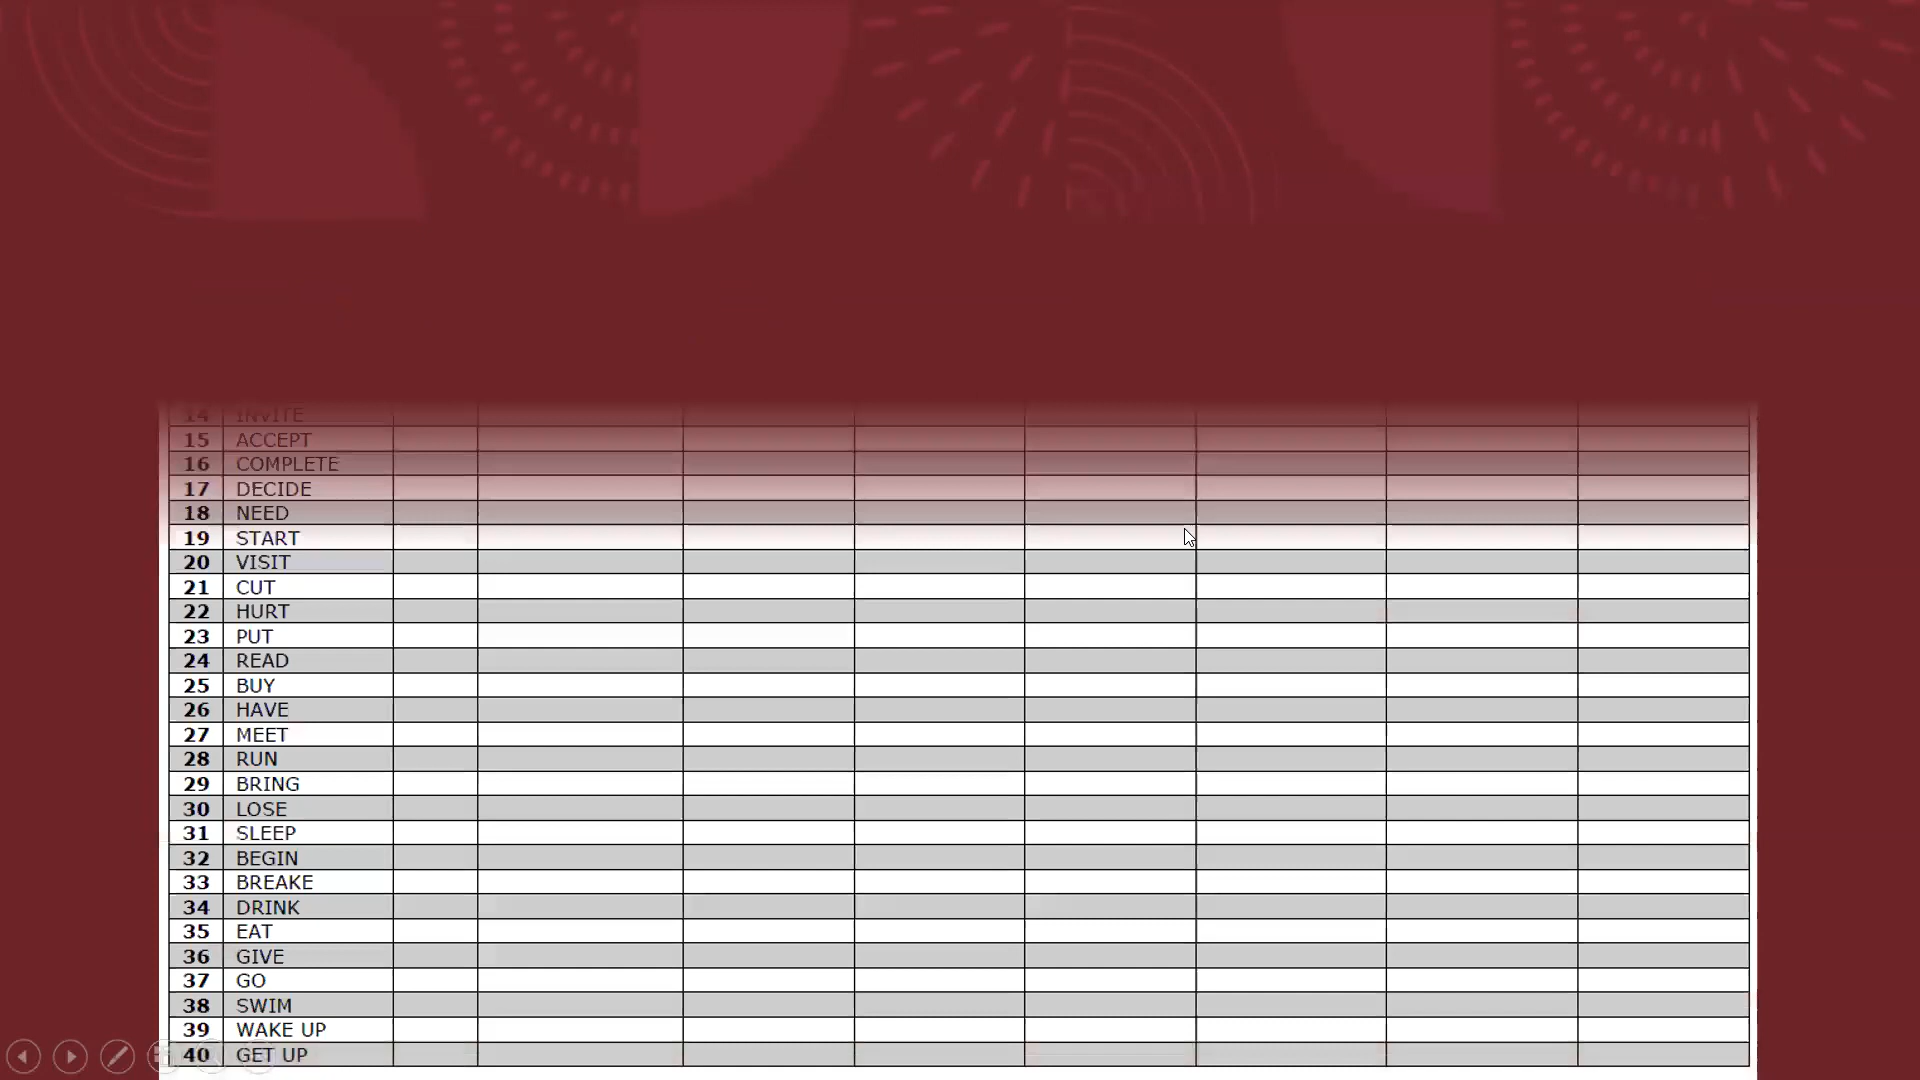 14 INVITE
15 ACCEPT
16 COMPLETE
17 DECIDE
18 NEED
19 START
20 VISIT
21 CUT
22 HURT
23 PUT
24 READ
25 BUY
26 HAVE
27 MEET
28 RUN
29 BRING
30 LOSE
31 SLEEP
32 BEGIN
33 BREAKE
34 DRINK
35 EAT
36 GIVE
37 GO
38 SWIM
39 WAKE UP
40 GET UP